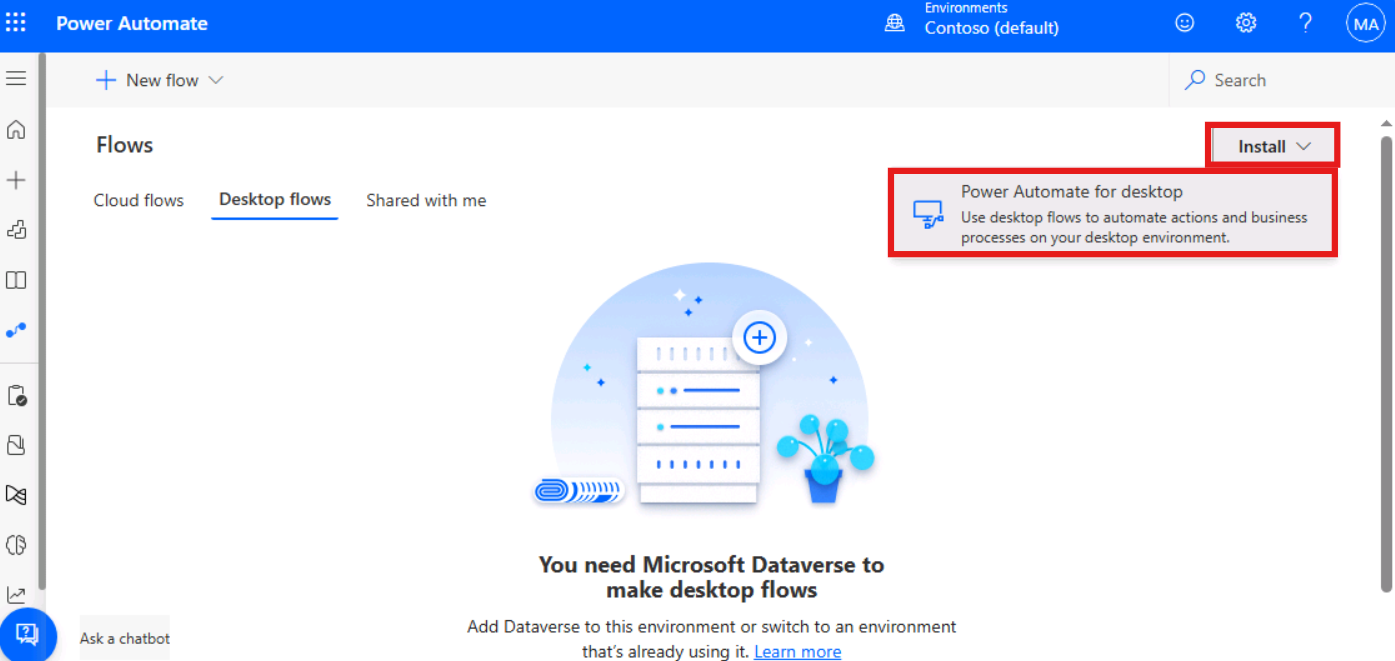 Power Automate
Environments
Contoso (default)
MA
New flow
Search
Flows
Install
Cloud flows
Desktop flows
Shared with me
Power Automate for desktop
Use desktop flows to automate actions and business
processes on your desktop environment.
You need Microsoft Dataverse to
make desktop flows
Add Dataverse to this environment or switch to an environment
that's already using it. Learn more
Ask a chatbot